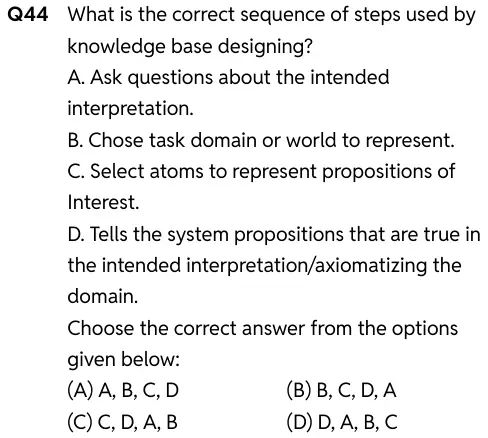 Q44 What is the correct sequence of steps used by
knowledge base designing?
A. Ask questions about the intended
interpretation.
B. Chose task domain or world to represent.
C. Select atoms to represent propositions of
Interest.
D. Tells the system propositions that are true in
the intended interpretation/axiomatizing the
domain.
Choose the correct answer from the options
given below:
(A) A, B, C, D (B) B, C, D, A
(C) C, D, A, B (D) D, A, B, C